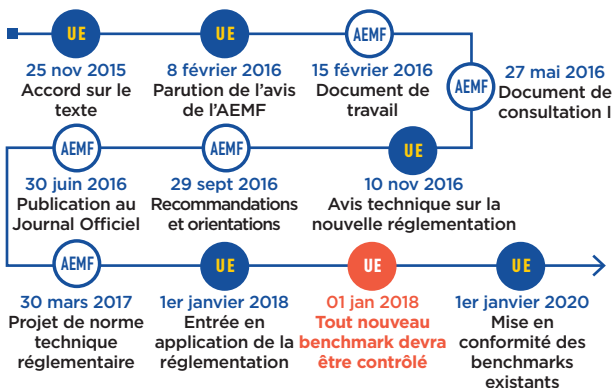 UE
UE
AEMF
25 nov 2015
Accord sur le
texte
8 février 2016
Parution de l'avis
de l'AEMF
15 février 2016
Document de
travail
AEMF
27 mai 2016
Document de
consultation I
AEMF
AEMF
UE
30 juin 2016
Publication au
Journal Officiel
29 sept 2016
Recommandations
et orientations
10 nov 2016
Avis technique sur la
nouvelle réglementation
AEMF
UE
UE
UE
30 mars 2017
Projet de norme
technique
réglementaire
1er janvier 2018
Entrée en
application de la
réglementation
01 jan 2018
Tout nouveau
benchmark devra
être contrôlé
1er janvier 2020
Mise en
conformité des
benchmarks
existants